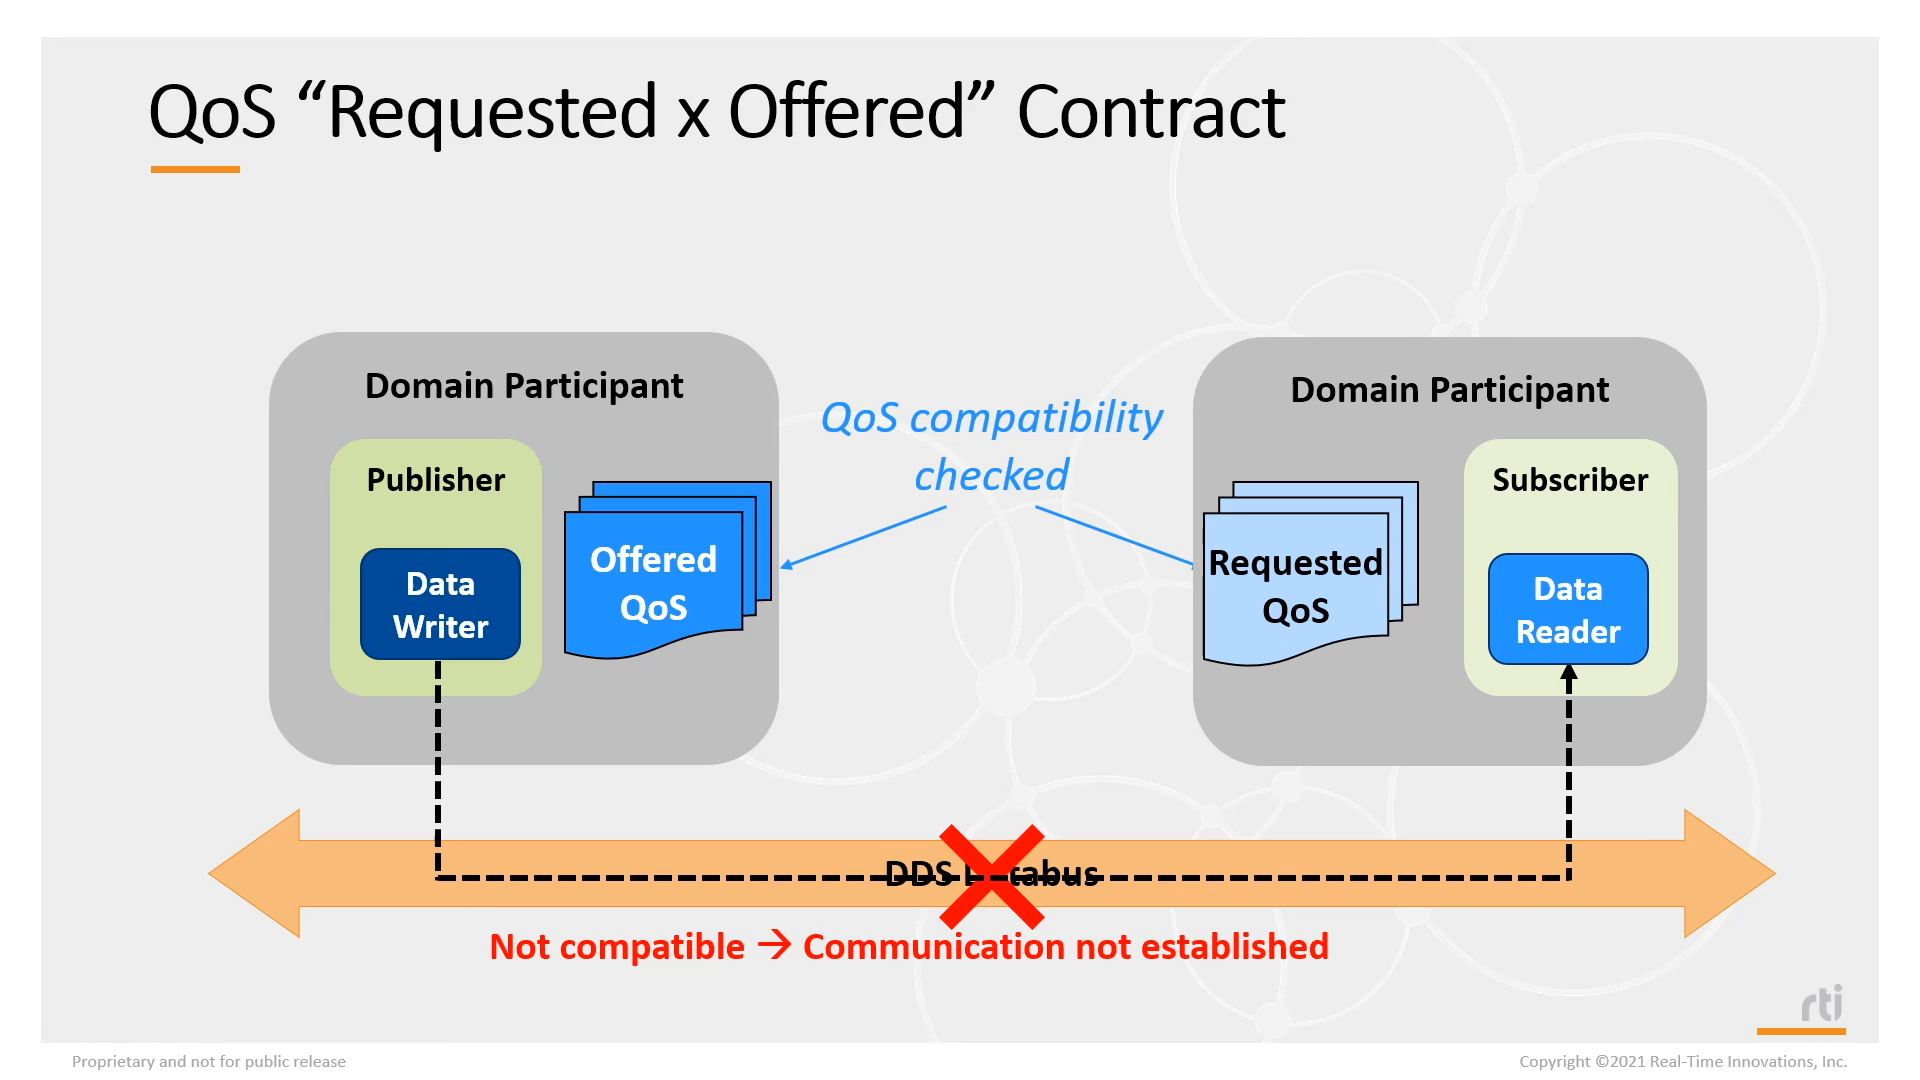 QoS “Requested x Offered” Contract
Domain Participant
Publisher
Data
Writer
Offered
QoS
QoS compatibility
checked
Domain Participant
Requested
QoS
Subscriber
Data
Reader
DDS
Not compatible → Communication not established
rti
Proprietary and not for public release
Copyright ©2021 Real-Time Innovations, Inc.